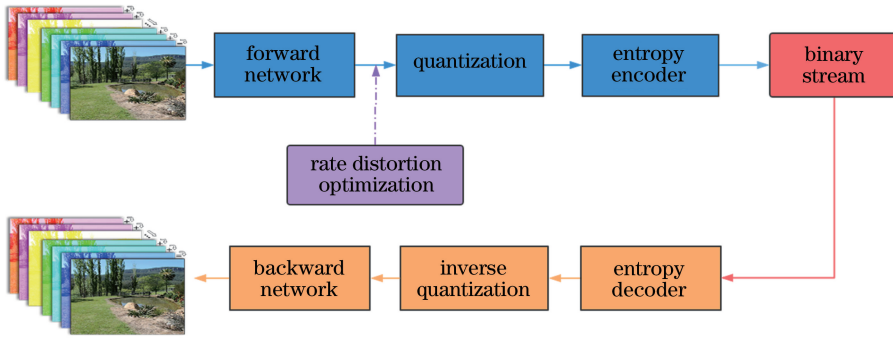 forward
network
quantization
entropy
encoder
binary
stream
rate distortion
optimization
backward
network
inverse
quantization
entropy
decoder